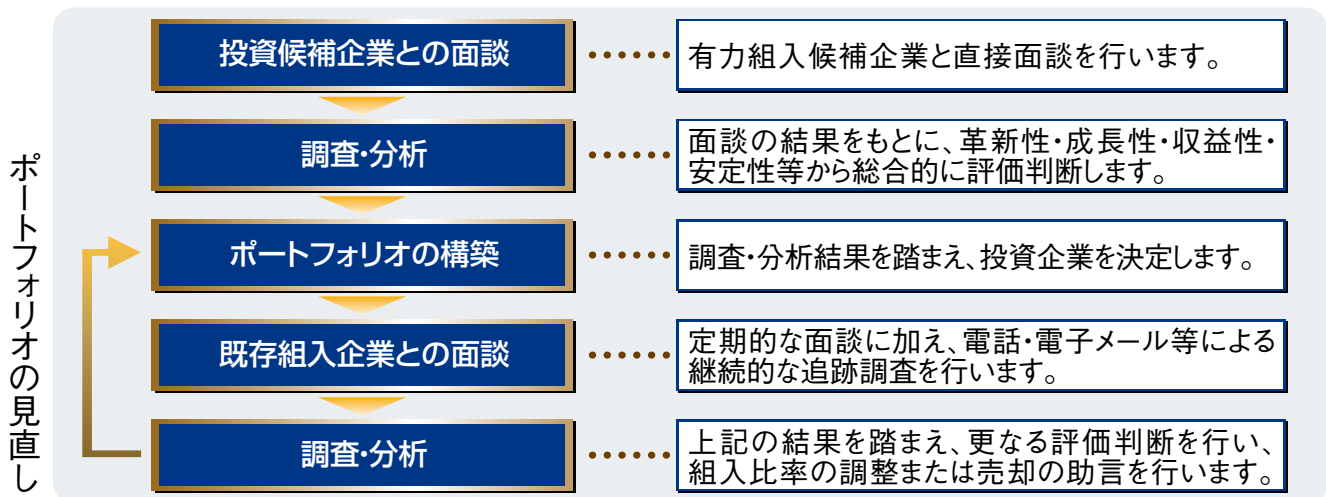 投資候補企業との面談
有力組入候補企業と直接面談を行います。
調査・分析
面談の結果をもとに、革新性・成長性・収益性・
安定性等から総合的に評価判断します。
ポートフォリオの構築
調査・分析結果を踏まえ、投資企業を決定します。
既存組入企業との面談
定期的な面談に加え、電話・電子メール等による
継続的な追跡調査を行います。
調査・分析
上記の結果を踏まえ、更なる評価判断を行い、
組入比率の調整または売却の助言を行います。
ポートフォリオの見直し